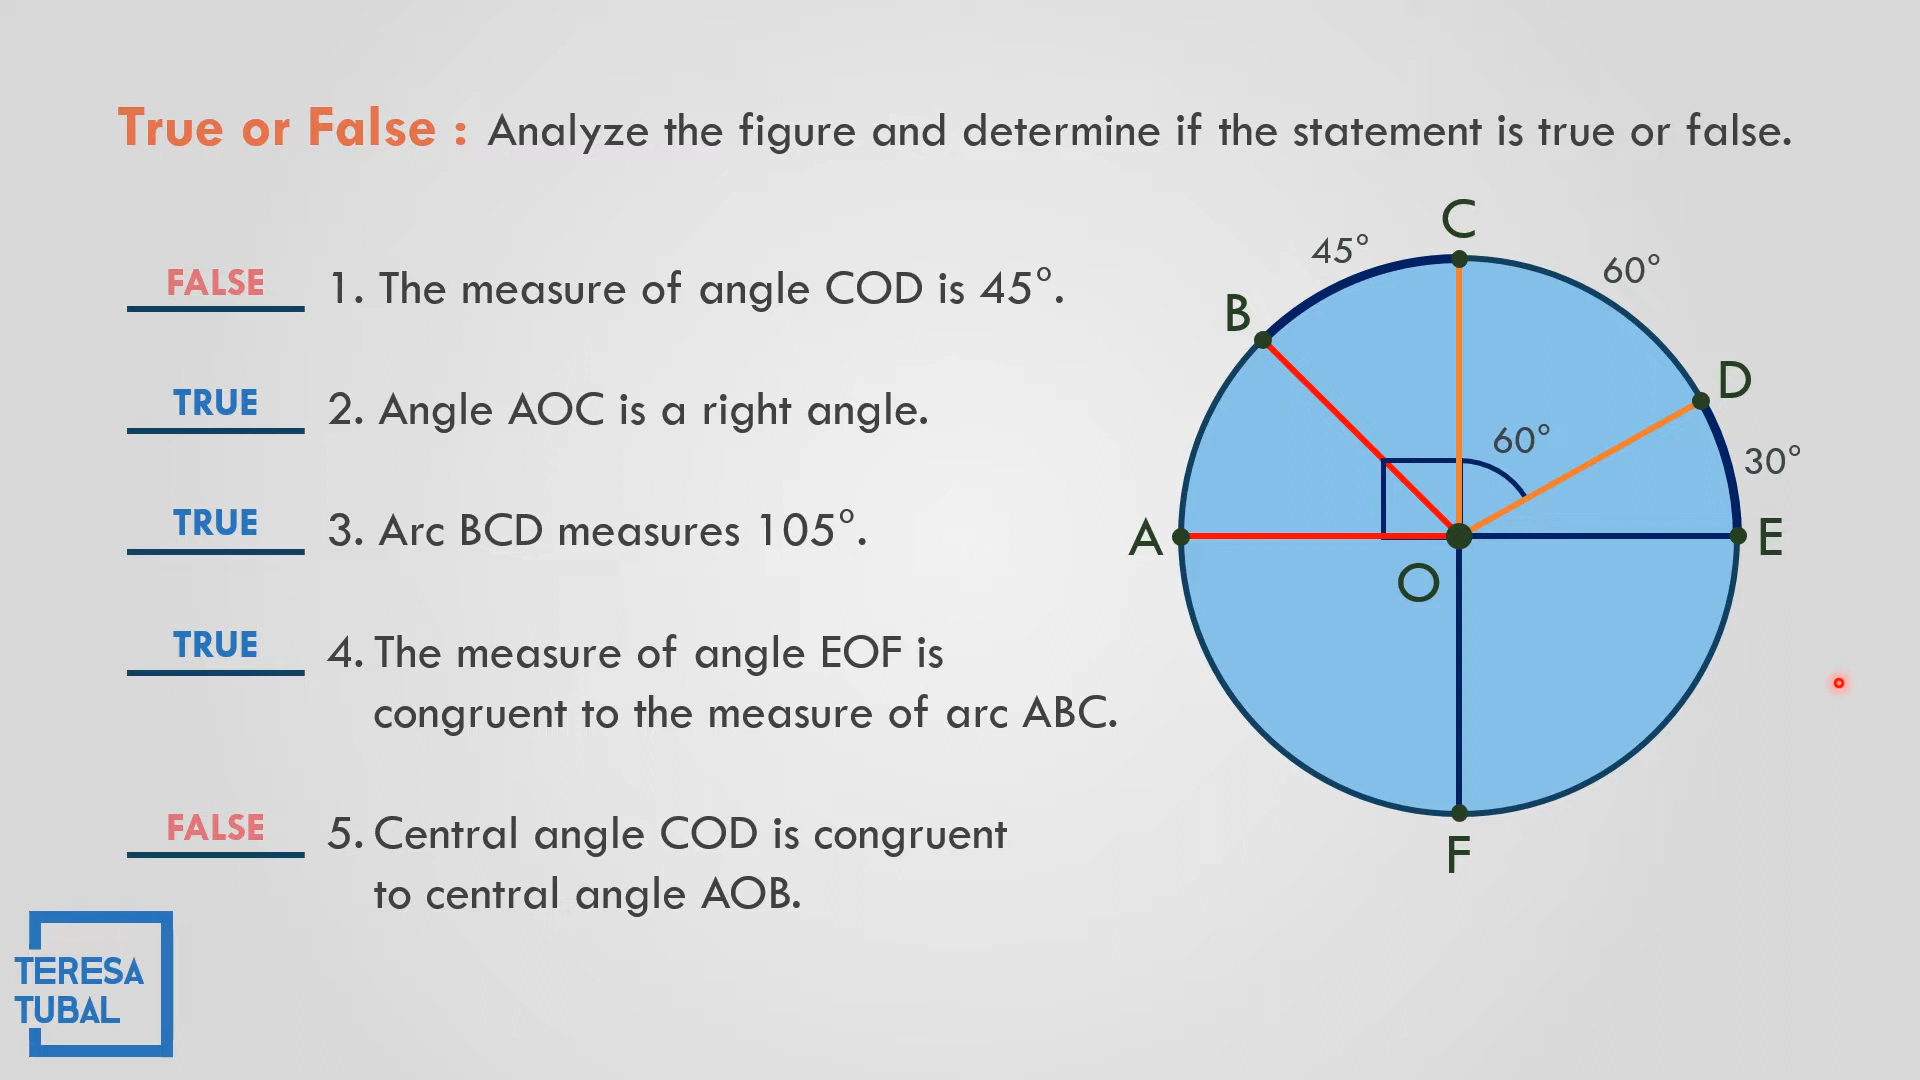 True or False : Analyze the figure and determine if the statement is true or false.
FALSE 1. The measure of angle COD is 45°.
TRUE 2. Angle AOC is a right angle.
TRUE 3. Arc BCD measures 105°.
TRUE 4. The measure of angle EOF is
congruent to the measure of arc ABC.
FALSE 5. Central angle COD is congruent
to central angle AOB.
C
45°
60°
B
D
60°
30°
A
E
O
F
TERESA
TUBAL